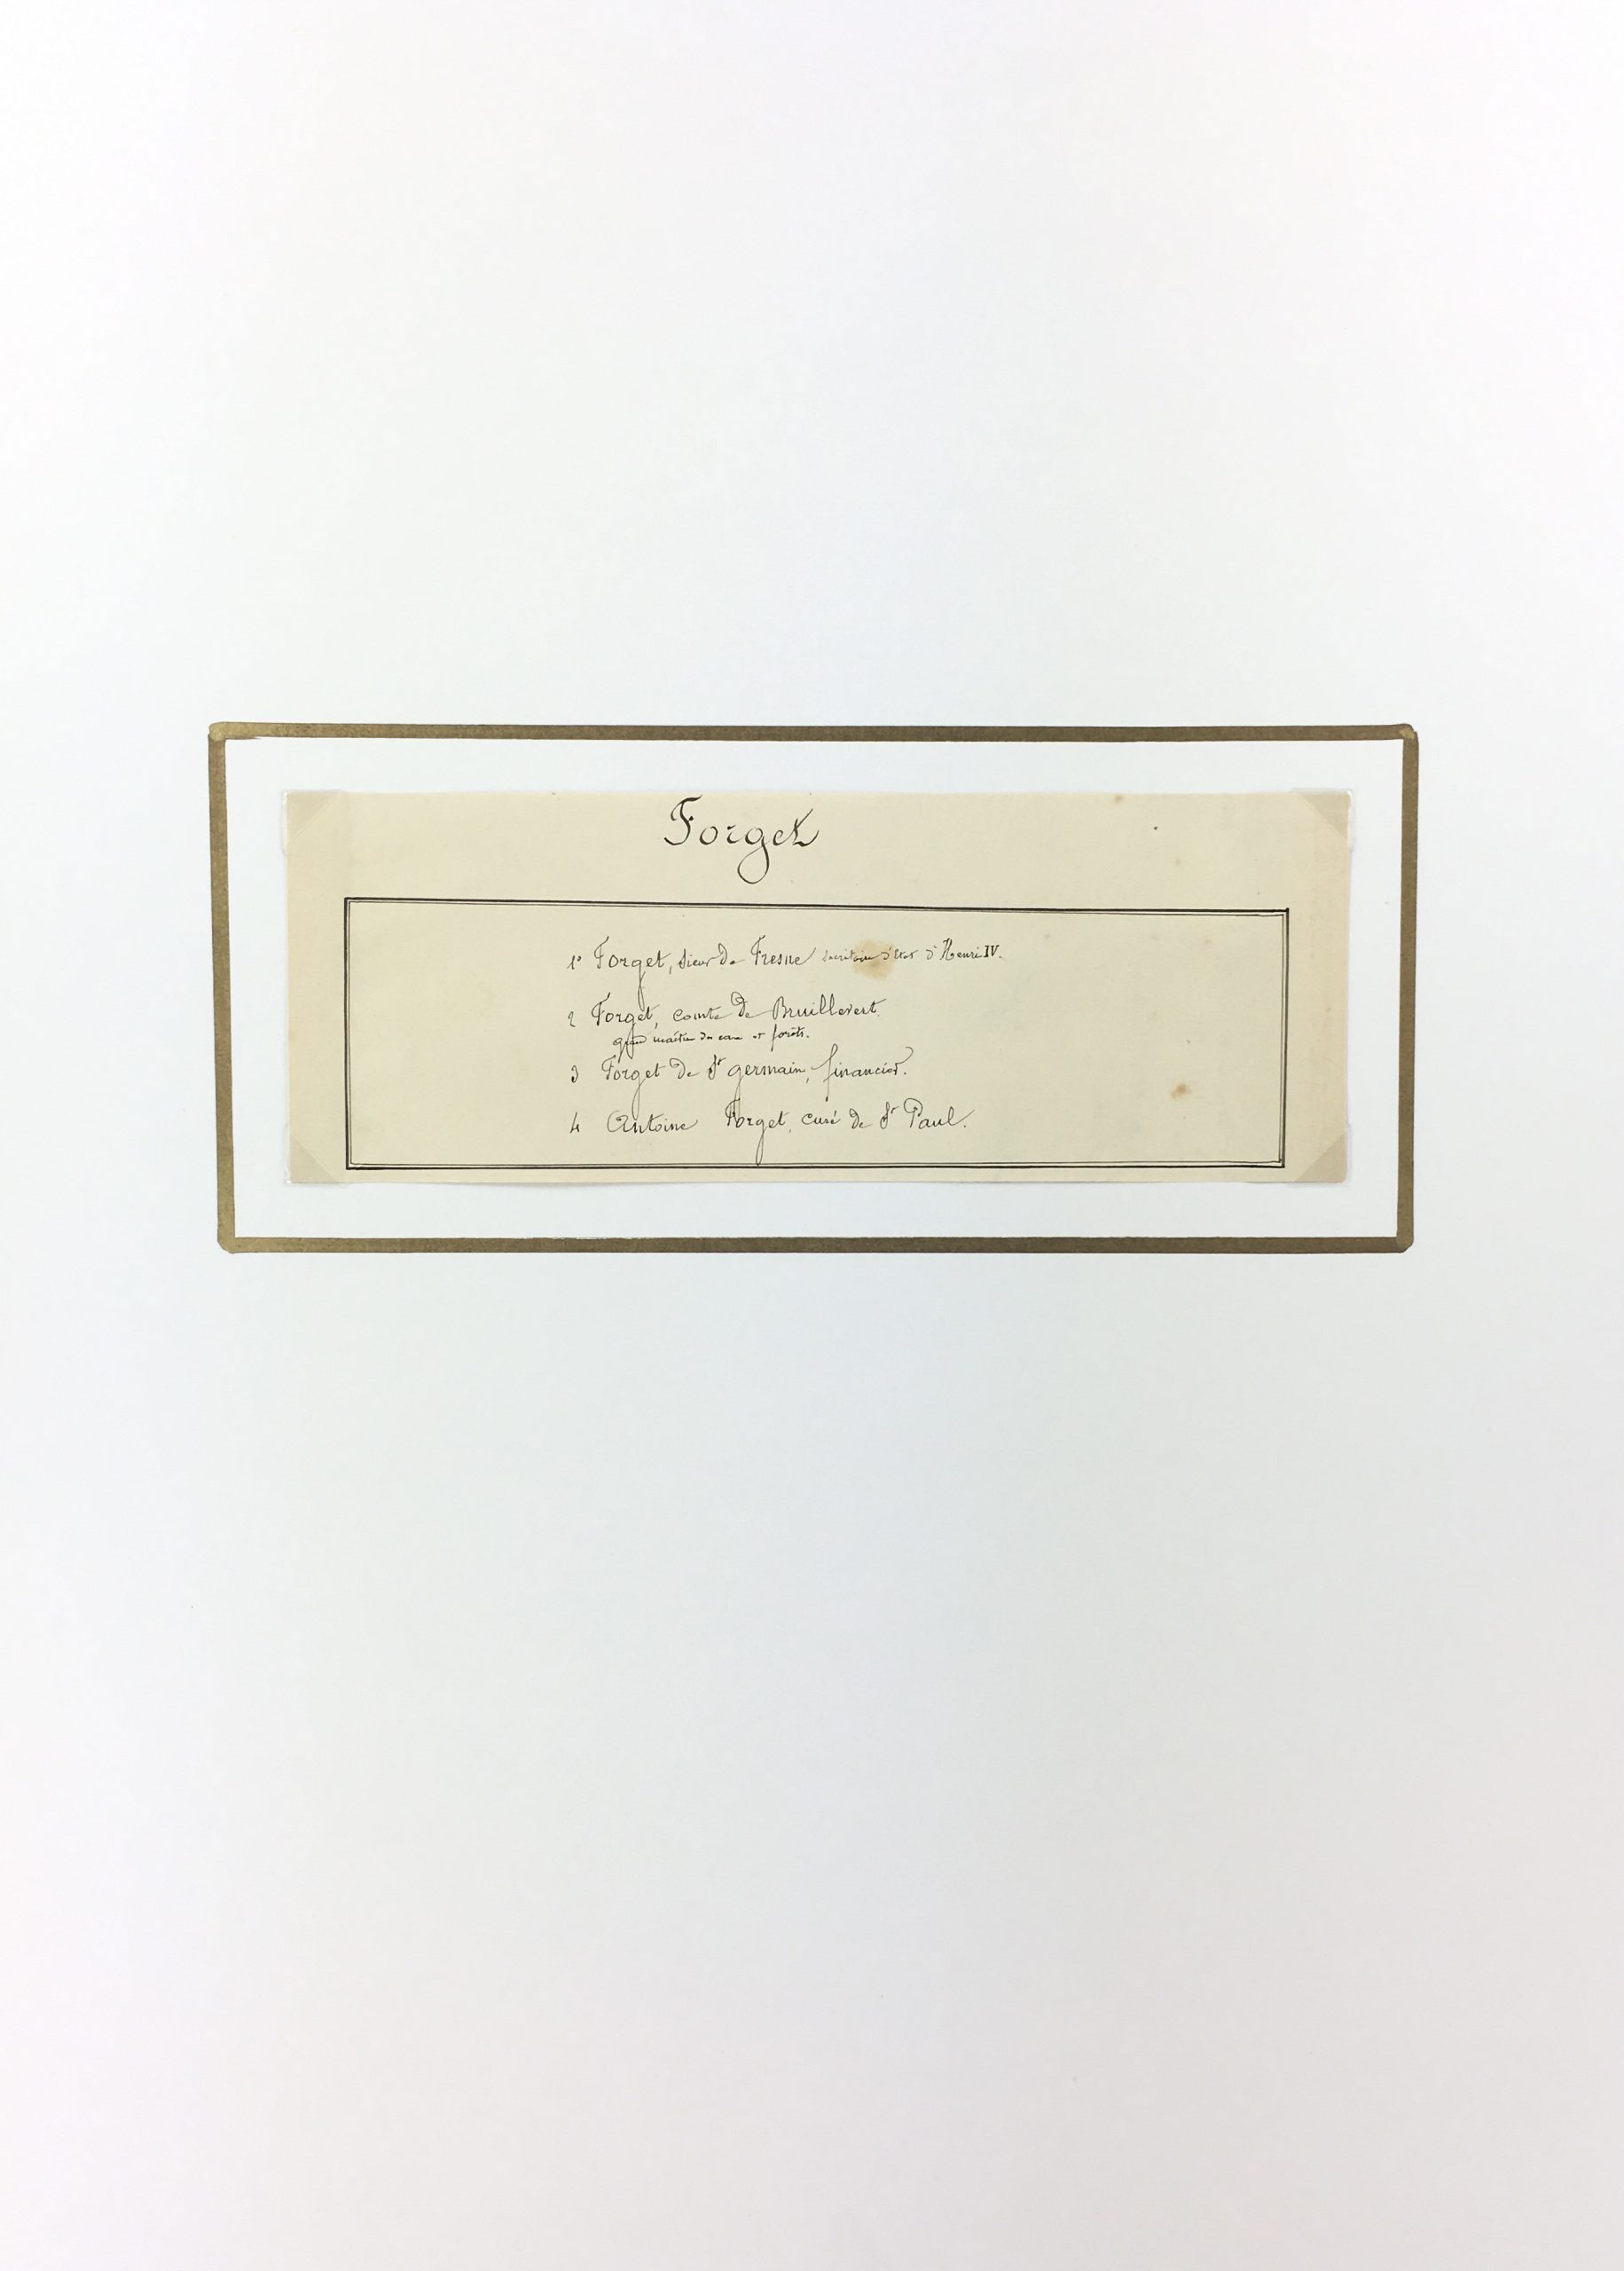 Forget
1° Forget, sieur de Fresne secrétaire d'état d'Henri IV.
2 Forget, comte de Bruillevert.
grand maître des eaux et forêts.
3 Forget de St germain, financier.
4 Antoine Forget, curé de St Paul.